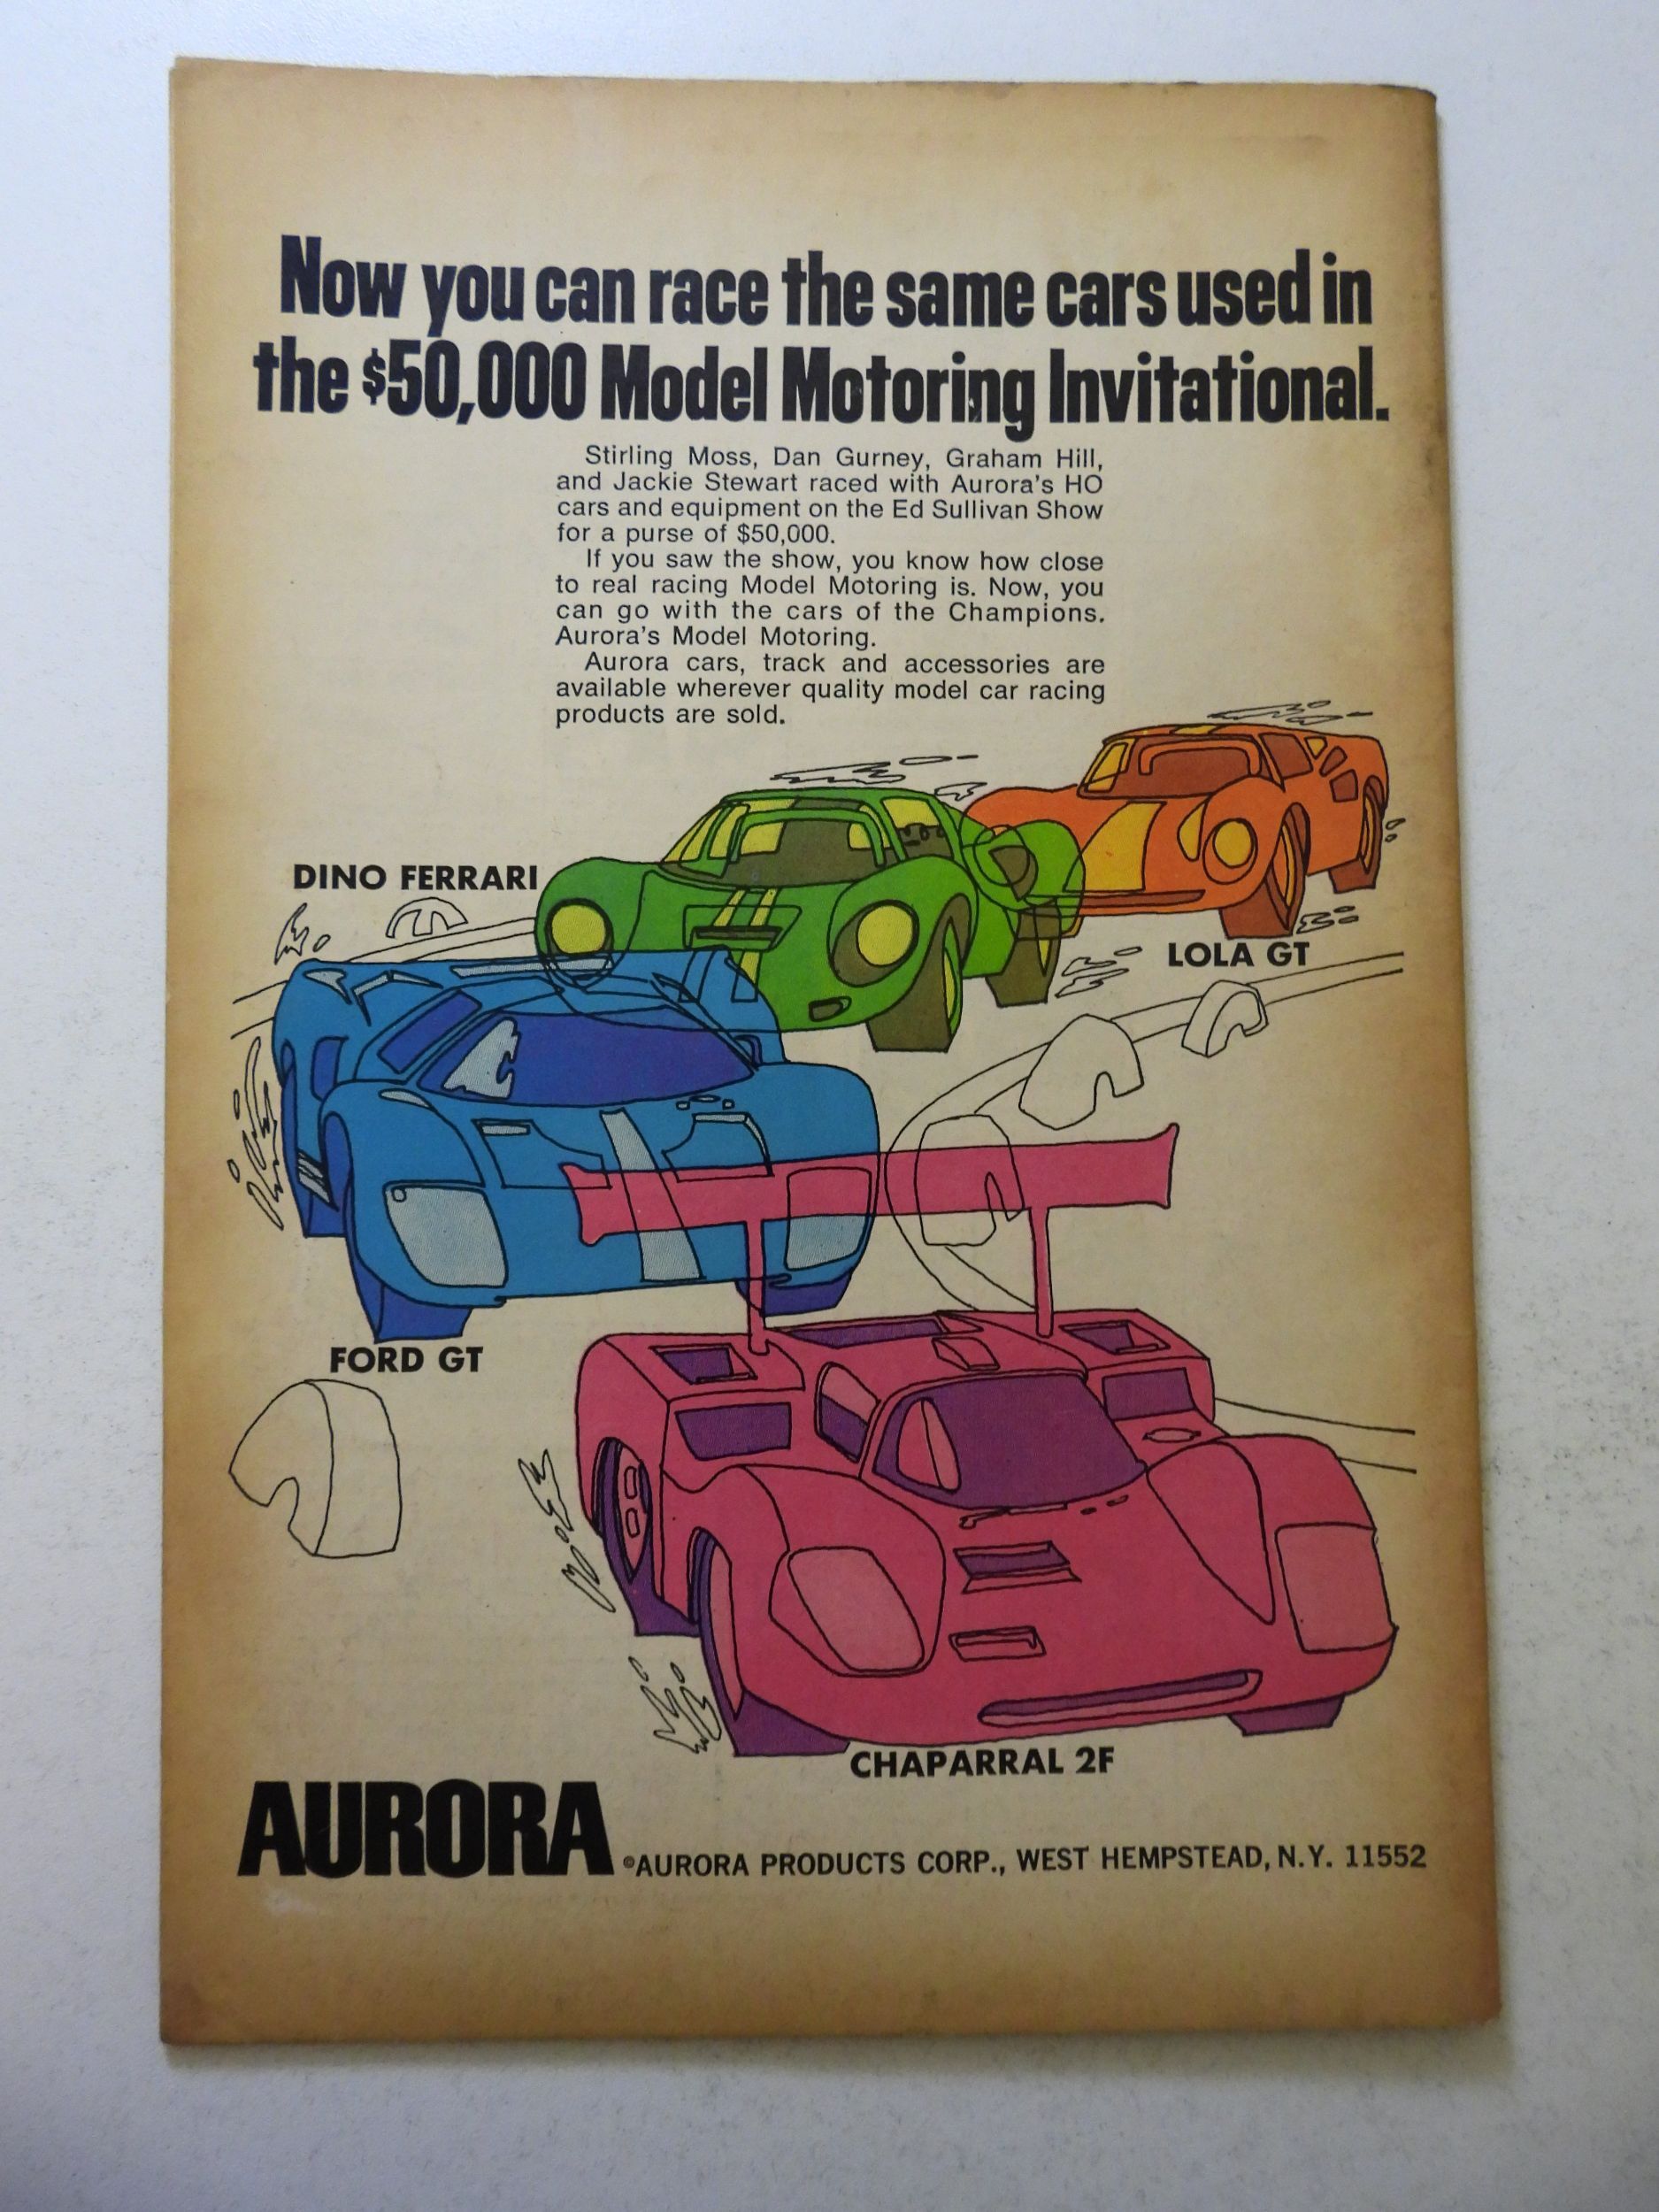 Now you can race the same cars used in
the $50,000 Model Motoring Invitational.
Stirling Moss, Dan Gurney, Graham Hill,
and Jackie Stewart raced with Aurora's HO
cars and equipment on the Ed Sullivan Show
for a purse of $50,000.
If you saw the show, you know how close
to real racing Model Motoring is. Now, you
can go with the cars of the Champions.
Aurora's Model Motoring.
Aurora cars, track and accessories are
available wherever quality model car racing
products are sold.
DINO FERRARI
LOLA GT
FORD GT
CHAPARRAL 2F
AURORA
©AURORA PRODUCTS CORP., WEST HEMPSTEAD, N.Y. 11552